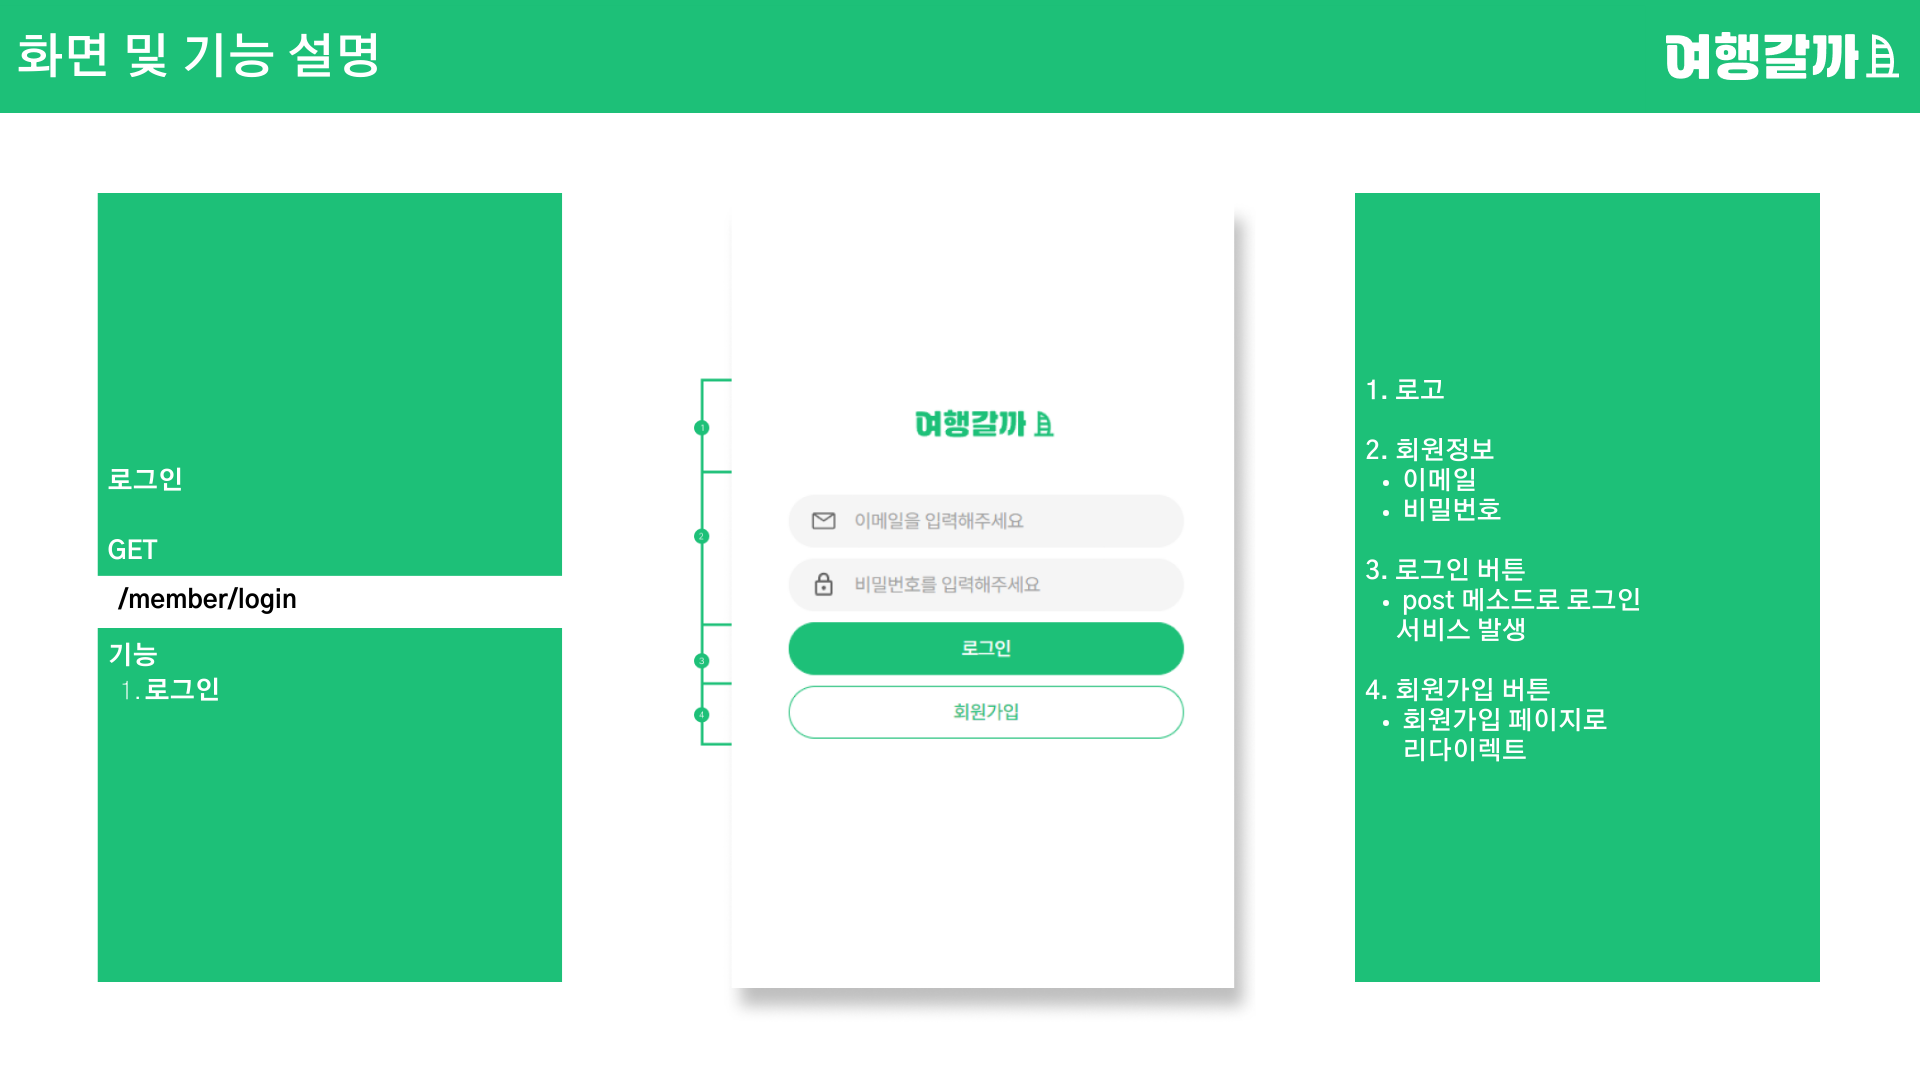 화면 및 기능 설명
여행갈까
로그인
GET
/member/login
기능
1. 로그인
1
2
3
4
여행갈까
이메일을 입력해주세요
비밀번호를 입력해주세요
로그인
회원가입
1. 로고
2. 회원정보
• 이메일
• 비밀번호
3. 로그인 버튼
• post 메소드로 로그인
서비스 발생
4. 회원가입 버튼
• 회원가입 페이지로
리다이렉트